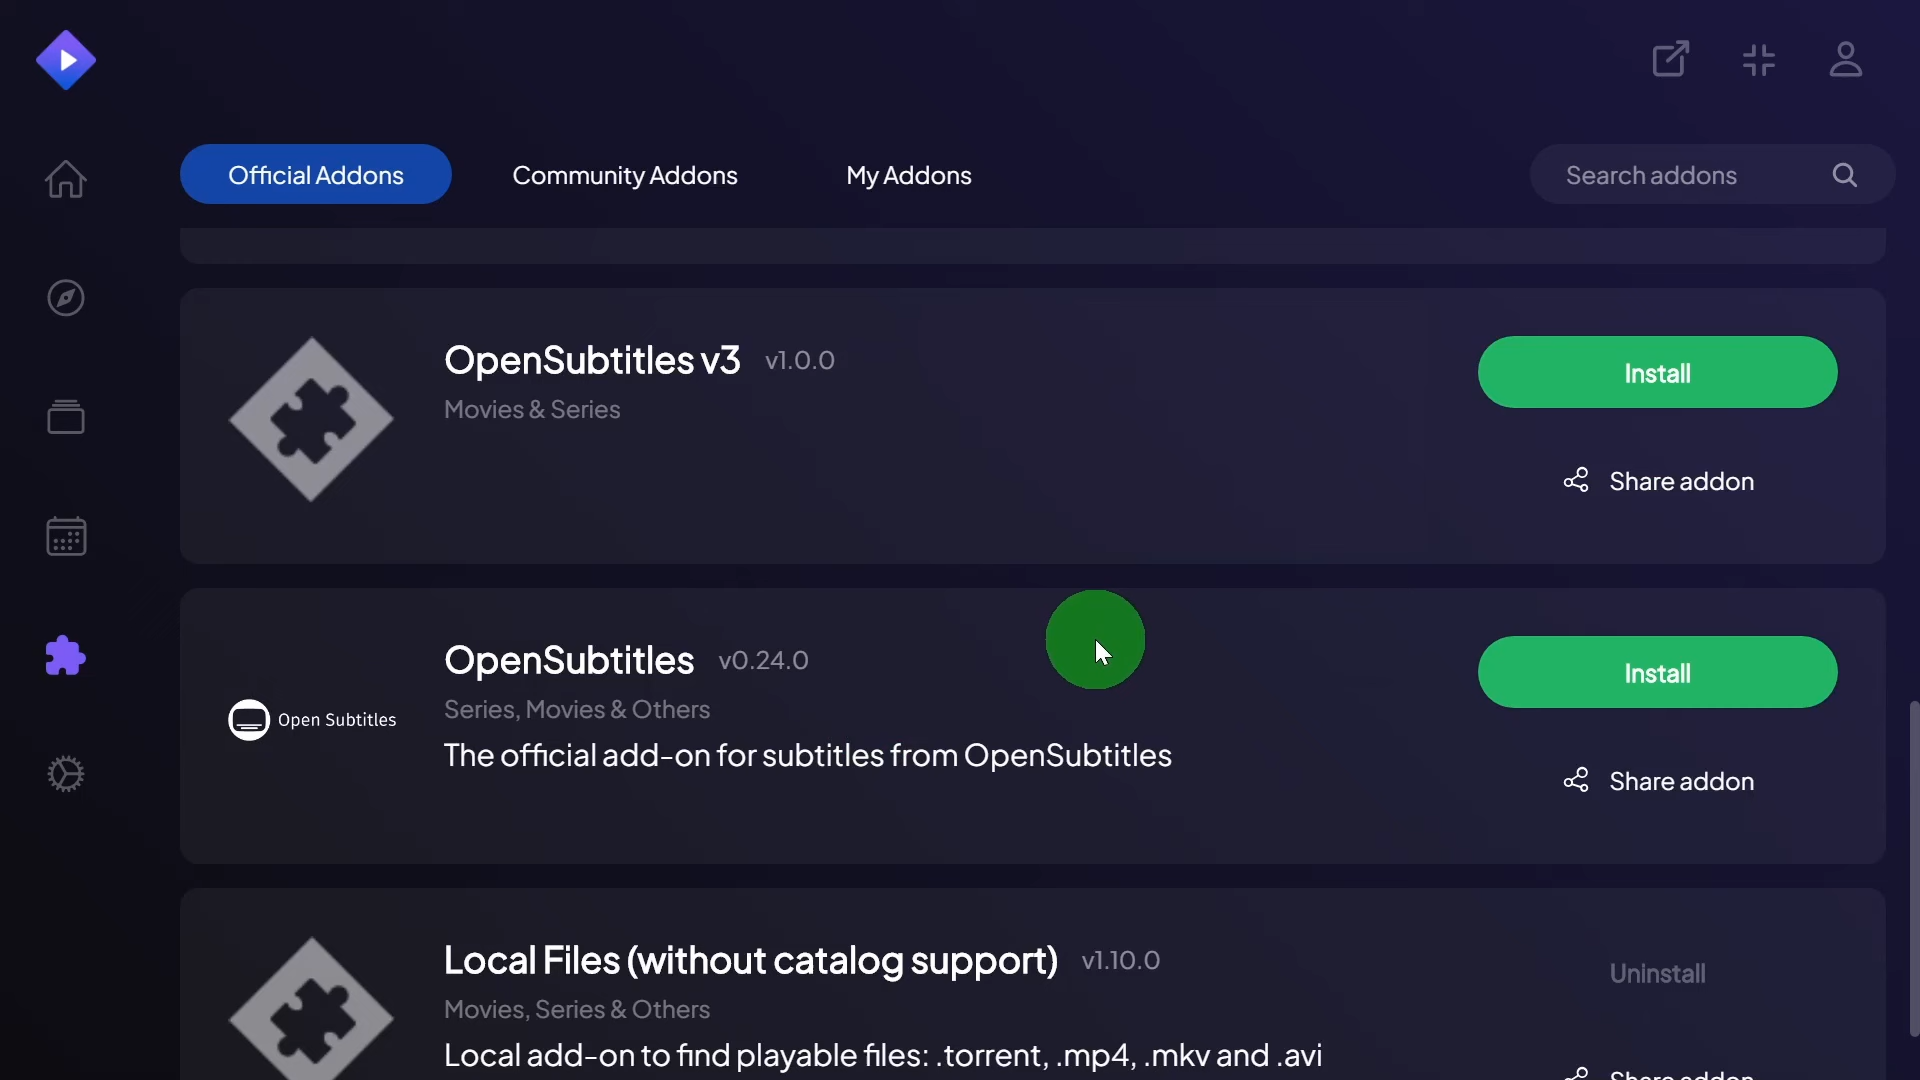 Official Addons
Community Addons
My Addons
Search addons
OpenSubtitles v3 v1.0.0
Movies & Series
Install
Share addon
Open Subtitles
OpenSubtitles v0.24.0
Series, Movies & Others
The official add-on for subtitles from OpenSubtitles
Install
Share addon
Local Files (without catalog support) v1.10.0
Movies, Series & Others
Local add-on to find playable files: .torrent, .mp4, .mkv and .avi
Uninstall
Share addon